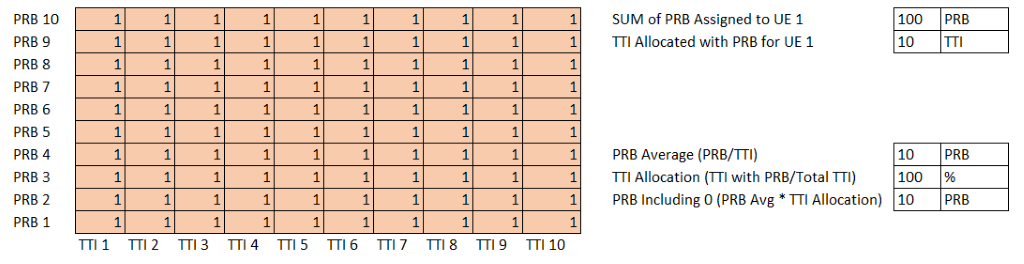 PRB 10 1 1 1 1 1 1 1 1 1 1 SUM of PRB Assigned to UE 1 100 PRB
PRB 9 1 1 1 1 1 1 1 1 1 1 TTI Allocated with PRB for UE 1 10 TTI
PRB 8 1 1 1 1 1 1 1 1 1 1
PRB 7 1 1 1 1 1 1 1 1 1 1
PRB 6 1 1 1 1 1 1 1 1 1 1
PRB 5 1 1 1 1 1 1 1 1 1 1
PRB 4 1 1 1 1 1 1 1 1 1 1 PRB Average (PRB/TTI) 10 PRB
PRB 3 1 1 1 1 1 1 1 1 1 1 TTI Allocation (TTI with PRB/Total TTI) 100 %
PRB 2 1 1 1 1 1 1 1 1 1 1 PRB Including 0 (PRB Avg * TTI Allocation) 10 PRB
PRB 1 1 1 1 1 1 1 1 1 1 1
TTI 1 TTI 2 TTI 3 TTI 4 TTI 5 TTI 6 TTI 7 TTI 8 TTI 9 TTI 10